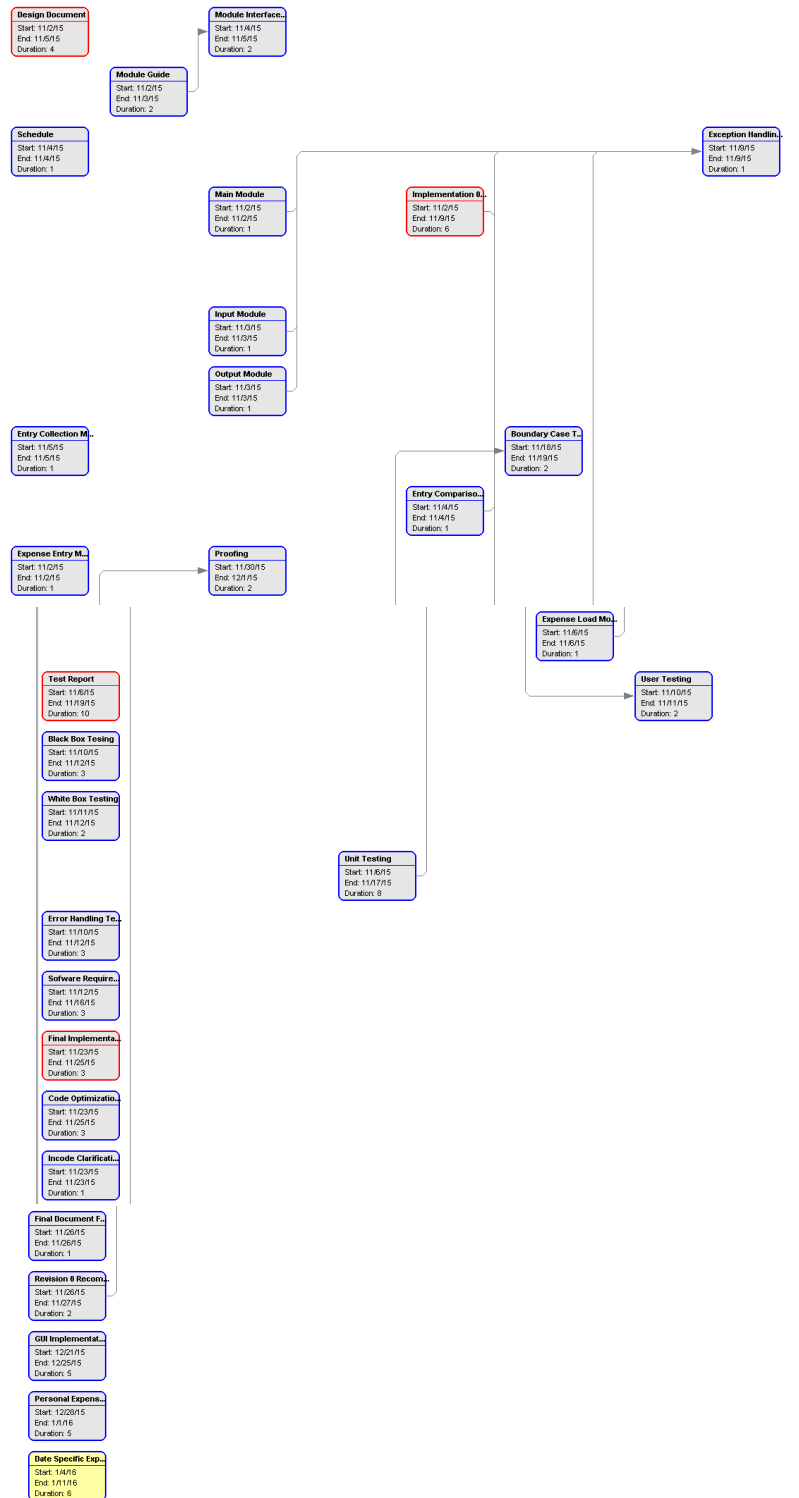 Design Document
Start: 11/2/15
End: 11/5/15
Duration: 4
Module Interface...
Start: 11/4/15
End: 11/5/15
Duration: 2
Module Guide
Start: 11/2/15
End: 11/3/15
Duration: 2
Schedule
Start: 11/4/15
End: 11/4/15
Duration: 1
Exception Handlin...
Start: 11/9/15
End: 11/9/15
Duration: 1
Main Module
Start: 11/2/15
End: 11/2/15
Duration: 1
Implementation 0...
Start: 11/2/15
End: 11/9/15
Duration: 6
Input Module
Start: 11/3/15
End: 11/3/15
Duration: 1
Output Module
Start: 11/3/15
End: 11/3/15
Duration: 1
Entry Collection M...
Start: 11/5/15
End: 11/5/15
Duration: 1
Boundary Case T...
Start: 11/18/15
End: 11/19/15
Duration: 2
Entry Compariso...
Start: 11/4/15
End: 11/4/15
Duration: 1
Expense Entry M...
Start: 11/2/15
End: 11/2/15
Duration: 1
Proofing
Start: 11/30/15
End: 12/1/15
Duration: 2
Expense Load Mo...
Start: 11/6/15
End: 11/6/15
Duration: 1
Test Report
Start: 11/6/15
End: 11/19/15
Duration: 10
User Testing
Start: 11/10/15
End: 11/11/15
Duration: 2
Black Box Tesing
Start: 11/10/15
End: 11/12/15
Duration: 3
White Box Testing
Start: 11/11/15
End: 11/12/15
Duration: 2
Unit Testing
Start: 11/6/15
End: 11/17/15
Duration: 8
Error Handling Te...
Start: 11/10/15
End: 11/12/15
Duration: 3
Sofware Require...
Start: 11/12/15
End: 11/16/15
Duration: 3
Final Implementa...
Start: 11/23/15
End: 11/25/15
Duration: 3
Code Optimizatio...
Start: 11/23/15
End: 11/25/15
Duration: 3
Incode Clarificati...
Start: 11/23/15
End: 11/23/15
Duration: 1
Final Document F...
Start: 11/26/15
End: 11/26/15
Duration: 1
Revision 0 Recom...
Start: 11/26/15
End: 11/27/15
Duration: 2
GUI Implementat...
Start: 12/21/15
End: 12/25/15
Duration: 5
Personal Expens...
Start: 12/28/15
End: 1/1/16
Duration: 5
Date Specific Exp...
Start: 1/4/16
End: 1/11/16
Duration: 6